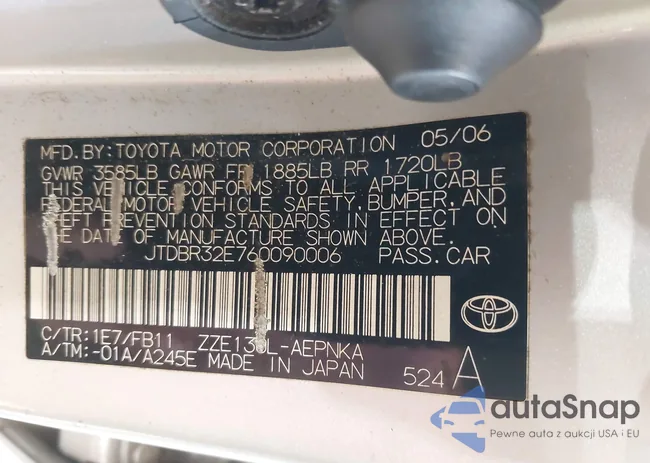 MFD.BY:TOYOTA MOTOR CORPORATION 05/06
GVWR 3585LB GAWR FR 1885LB RR 1720LB
THIS VEHICLE CONFORMS TO ALL APPLICABLE
FEDERAL MOTOR VEHICLE SAFETY, BUMPER, AND
THEFT PREVENTION STANDARDS IN EFFECT ON
THE DATE OF MANUFACTURE SHOWN ABOVE.
JTDBR32E760090006 PASS.CAR
C/TR:1E7/FB11 ZZE130L-AEPNKA
A/TM:-01A/A245E MADE IN JAPAN 524 A
autaSnap
Pewne auta z aukcji USA i EU